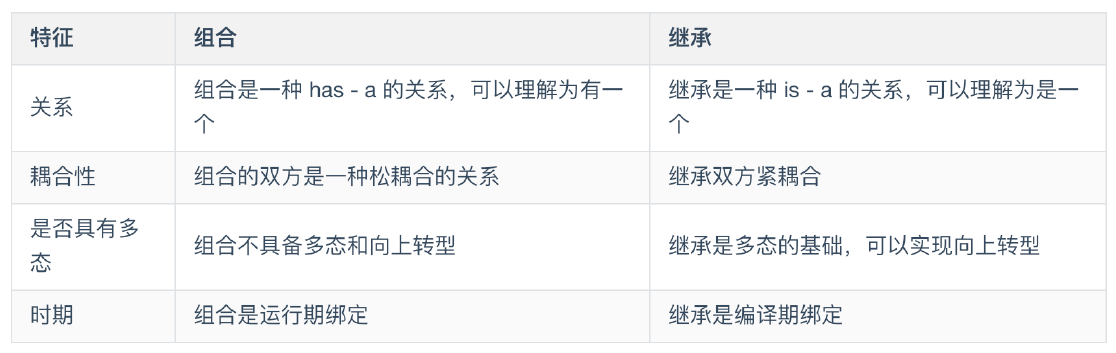 特征 组合 继承
关系 组合是一种 has - a 的关系，可以理解为有一个 继承是一种 is - a 的关系，可以理解为是一个
耦合性 组合的双方是一种松耦合的关系 继承双方紧耦合
是否具有多态 组合不具备多态和向上转型 继承是多态的基础，可以实现向上转型
时期 组合是运行期绑定 继承是编译期绑定